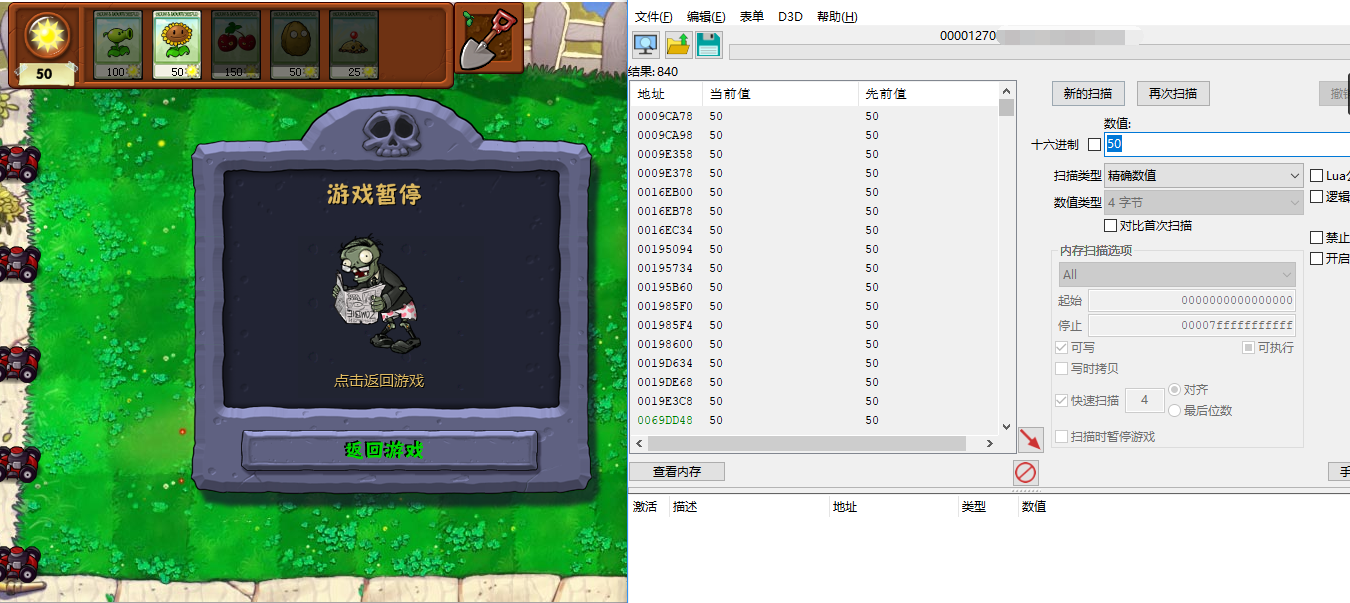 50
100
50
150
50
25
游戏暂停
ZOMBIE
点击返回游戏
返回游戏
文件(F) 编辑(E) 表单 D3D 帮助(H)
00001270
结果:840
地址 当前值 先前值
0009CA78 50 50
0009CA98 50 50
0009E358 50 50
0009E378 50 50
0016EB00 50 50
0016EB78 50 50
0016EC34 50 50
00195094 50 50
00195734 50 50
00195B60 50 50
001985F0 50 50
001985F4 50 50
00198600 50 50
0019D634 50 50
0019DE68 50 50
0019E3C8 50 50
0069DD48 50 50
查看内存
新的扫描 再次扫描
数值:
十六进制 50
扫描类型 精确数值
数值类型 4 字节
对比首次扫描
Lua
逻辑
禁止
开启
内存扫描选项
All
起始 0000000000000000
停止 00007fffffffffff
可写 可执行
写时拷贝
快速扫描 4 对齐
最后位数
扫描时暂停游戏
手
激活 描述 地址 类型 数值